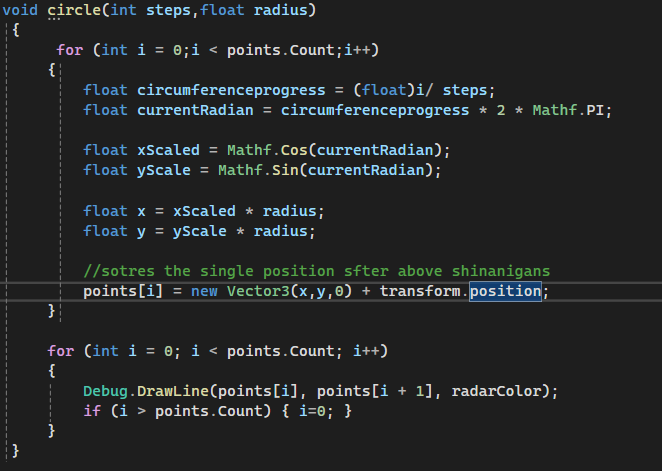 void circle(int steps,float radius)
{
for (int i = 0;i < points.Count;i++)
{
float circumferenceprogress = (float)i/ steps;
float currentRadian = circumferenceprogress * 2 * Mathf.PI;
float xScaled = Mathf.Cos(currentRadian);
float yScale = Mathf.Sin(currentRadian);
float x = xScaled * radius;
float y = yScale * radius;
//sotres the single position sfter above shinanigans
points[i] = new Vector3(x,y,0) + transform.position;
}
for (int i = 0; i < points.Count; i++)
{
Debug.DrawLine(points[i], points[i + 1], radarColor);
if (i > points.Count) { i=0; }
}
}